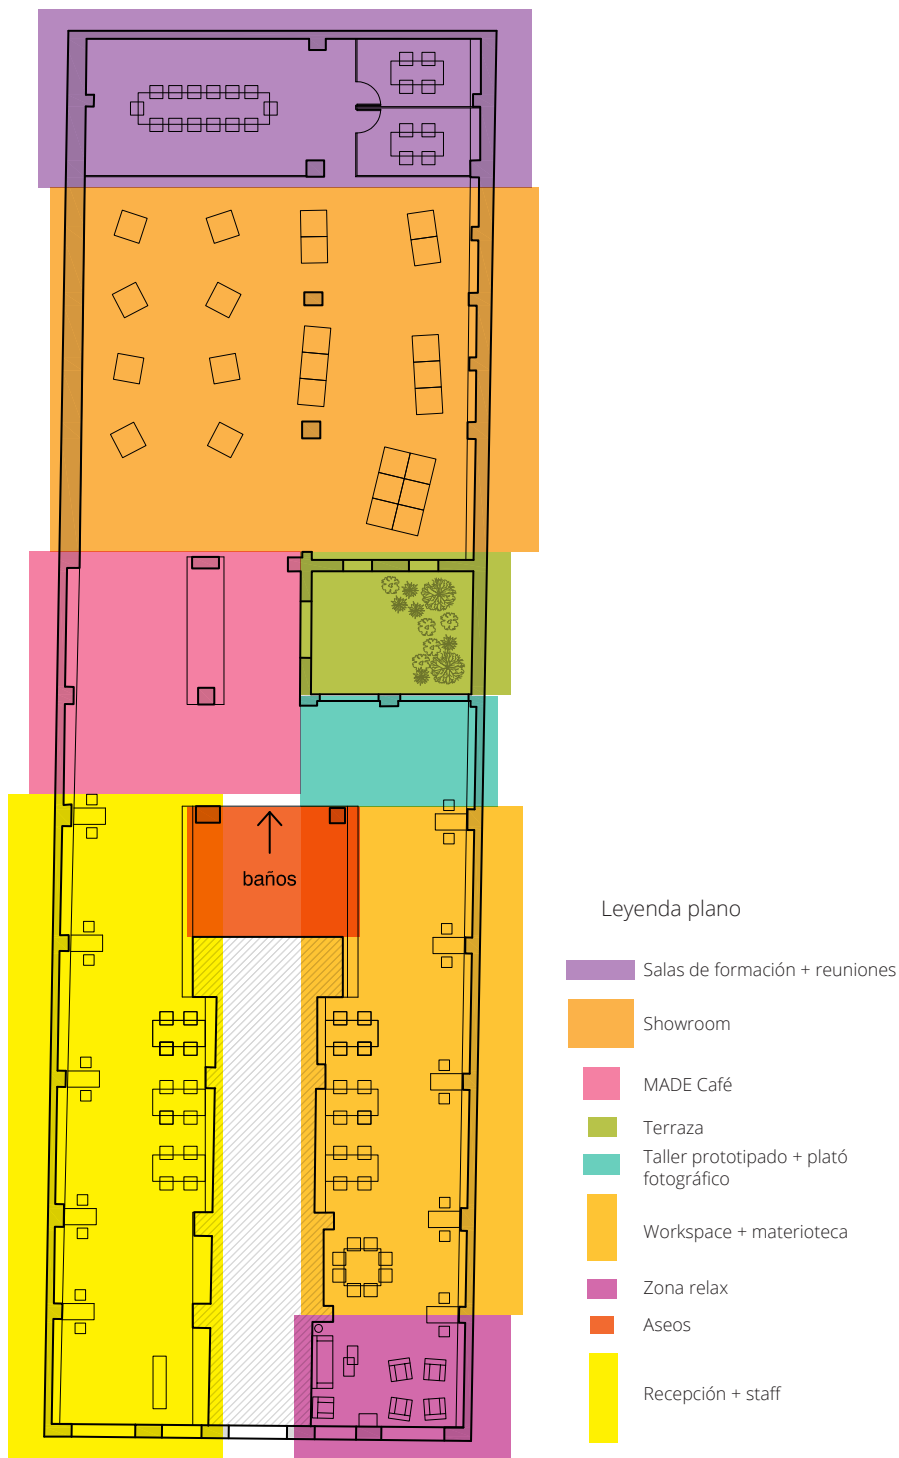 baños
Leyenda plano
Salas de formación + reuniones
Showroom
MADE Café
Terraza
Taller prototipado + plató
fotográfico
Workspace + materioteca
Zona relax
Aseos
Recepción + staff